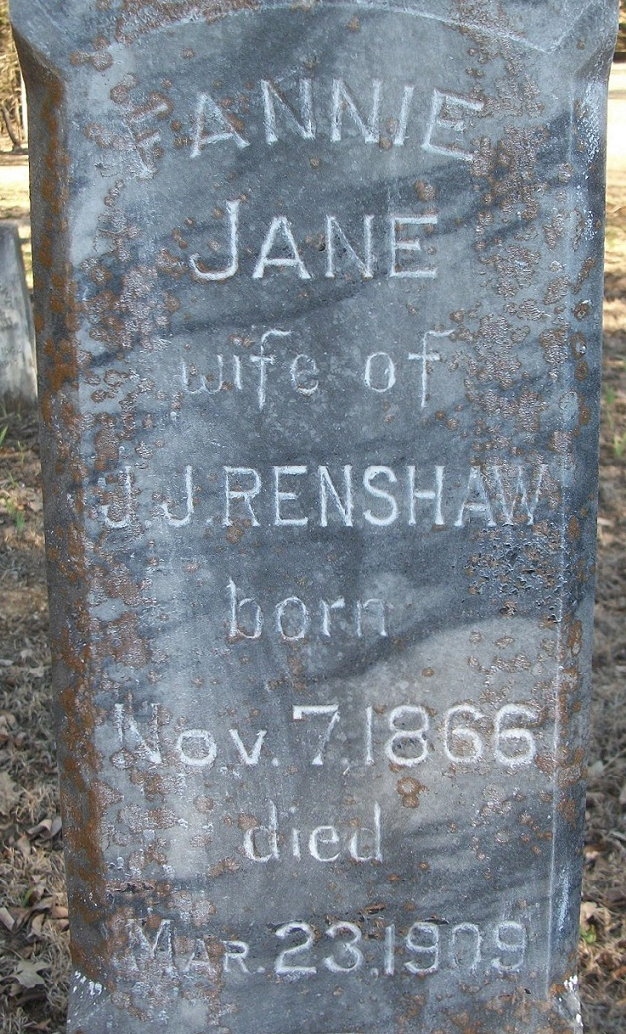 FANNIE
JANE
wife of
J.J. RENSHAW
born
Nov. 7, 1866
died
Mar. 23, 1909